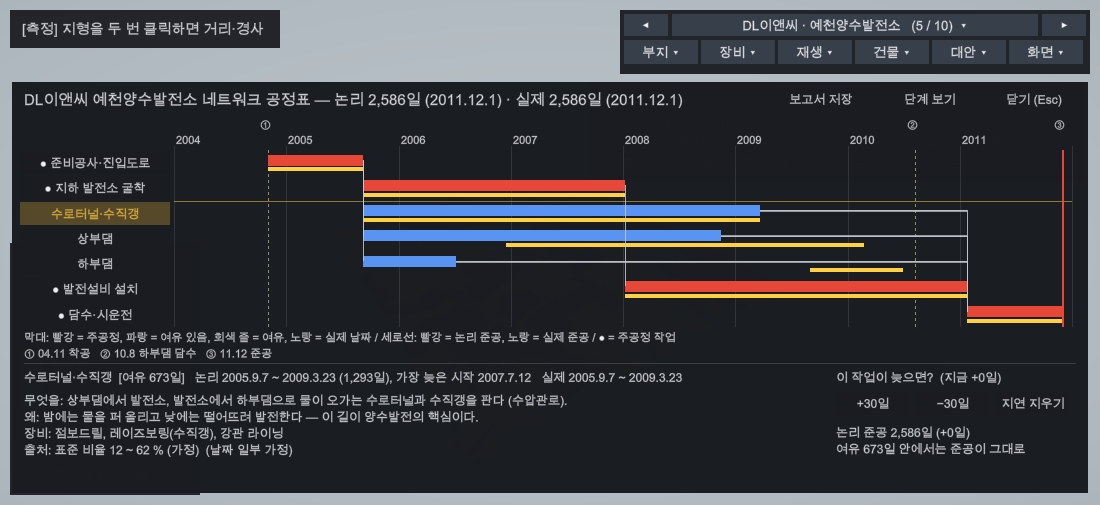 [측정] 지형을 두 번 클릭하면 거리·경사
◂ DL이앤씨 · 예천양수발전소 (5 / 10) ▾ ▸
부지 ▾ 장비 ▾ 재생 ▾ 건물 ▾ 대안 ▾ 화면 ▾
DL이앤씨 예천양수발전소 네트워크 공정표 — 논리 2,586일 (2011.12.1) · 실제 2,586일 (2011.12.1)
보고서 저장 단계 보기 닫기 (Esc)
① ② ③
2004 2005 2006 2007 2008 2009 2010 2011
● 준비공사·진입도로
● 지하 발전소 굴착
수로터널·수직갱
상부댐
하부댐
● 발전설비 설치
● 담수·시운전
막대: 빨강 = 주공정, 파랑 = 여유 있음, 회색 줄 = 여유, 노랑 = 실제 날짜 / 세로선: 빨강 = 논리 준공, 노랑 = 실제 준공 / ● = 주공정 작업
① 04.11 착공 ② 10.8 하부댐 담수 ③ 11.12 준공
수로터널·수직갱 [여유 673일] 논리 2005.9.7 ~ 2009.3.23 (1,293일), 가장 늦은 시작 2007.7.12 실제 2005.9.7 ~ 2009.3.23
무엇을: 상부댐에서 발전소, 발전소에서 하부댐으로 물이 오가는 수로터널과 수직갱을 판다 (수압관로).
왜: 밤에는 물을 퍼 올리고 낮에는 떨어뜨려 발전한다 — 이 길이 양수발전의 핵심이다.
장비: 점보드릴, 레이즈보링(수직갱), 강관 라이닝
출처: 표준 비율 12 ~ 62 % (가정) (날짜 일부 가정)
이 작업이 늦으면? (지금 +0일)
+30일 −30일 지연 지우기
논리 준공 2,586일 (+0일)
여유 673일 안에서는 준공이 그대로